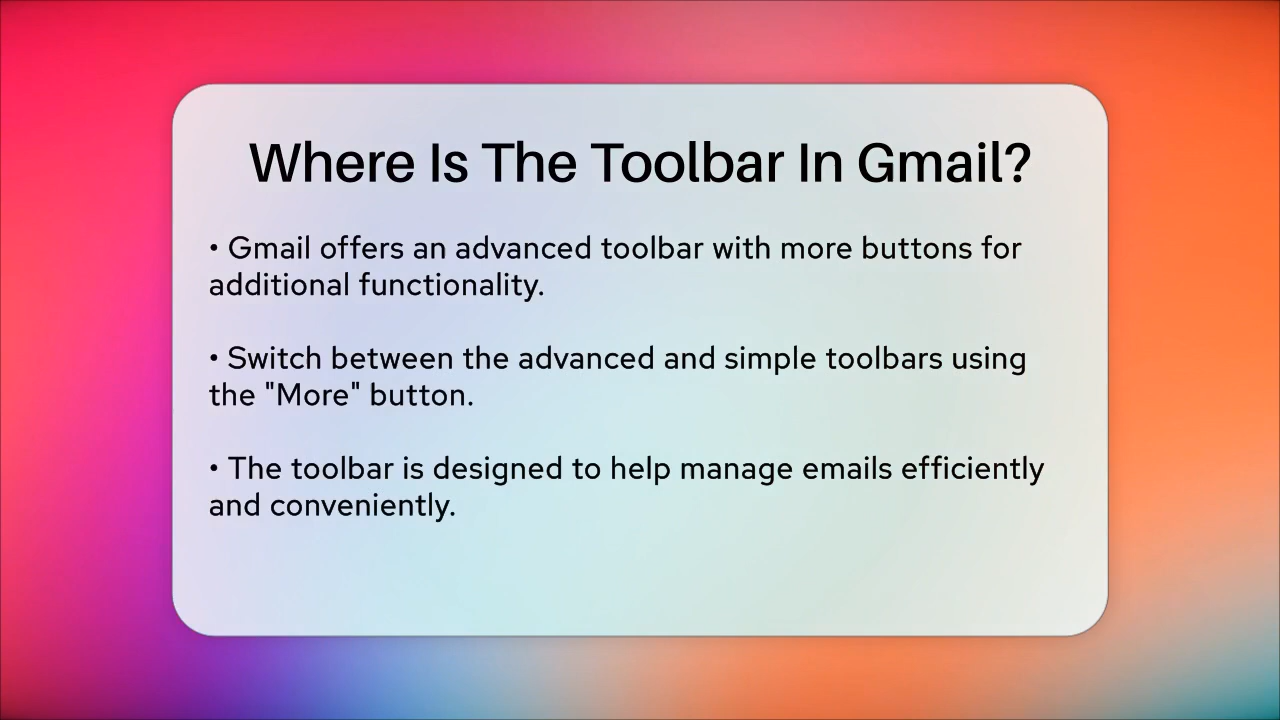 Where Is The Toolbar In Gmail?
• Gmail offers an advanced toolbar with more buttons for
additional functionality.
• Switch between the advanced and simple toolbars using
the "More" button.
• The toolbar is designed to help manage emails efficiently
and conveniently.